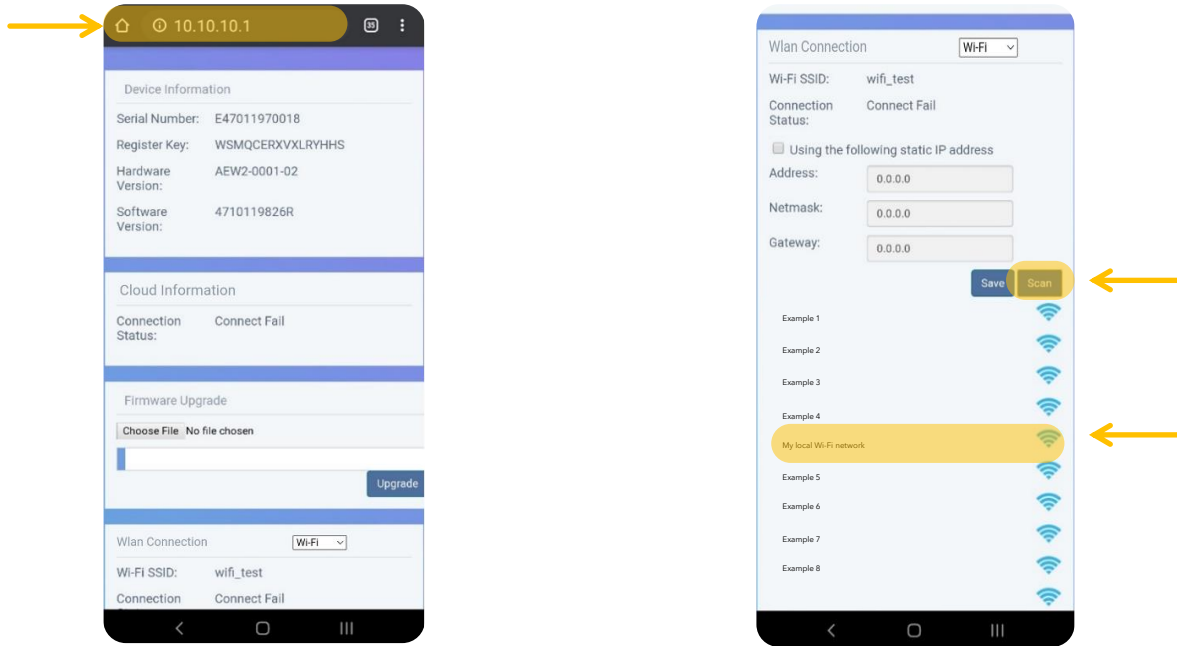 10.10.10.1
35
Device Information
Serial Number: E47011970018
Register Key: WSMQCERXVXLRYHHS
Hardware Version: AEW2-0001-02
Software Version: 4710119826R
Cloud Information
Connection Status: Connect Fail
Firmware Upgrade
Choose File No file chosen
Upgrade
Wlan Connection Wi-Fi
Wi-Fi SSID: wifi_test
Connection Connect Fail
Wlan Connection Wi-Fi
Wi-Fi SSID: wifi_test
Connection Status: Connect Fail
Using the following static IP address
Address: 0.0.0.0
Netmask: 0.0.0.0
Gateway: 0.0.0.0
Save Scan
Example 1
Example 2
Example 3
Example 4
My local Wi-Fi network
Example 5
Example 6
Example 7
Example 8